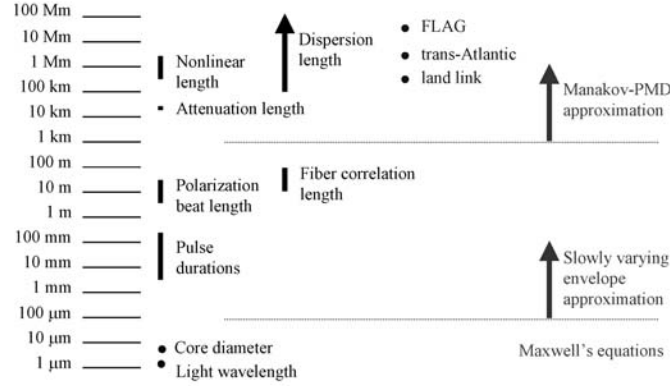 100 Mm
10 Mm
1 Mm
100 km
10 km
1 km
100 m
10 m
1 m
100 mm
10 mm
1 mm
100 μm
10 μm
1 μm
Nonlinear
length
Attenuation length
Dispersion
length
FLAG
trans-Atlantic
land link
Manakov-PMD
approximation
Polarization
beat length
Fiber correlation
length
Pulse
durations
Slowly varying
envelope
approximation
Core diameter
Light wavelength
Maxwell's equations